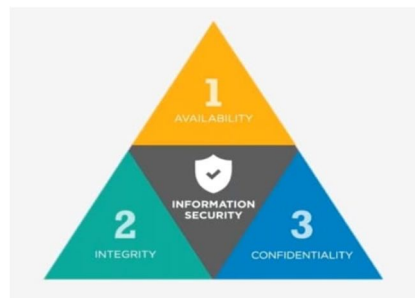 1
AVAILABILITY
INFORMATION
SECURITY
2
INTEGRITY
3
CONFIDENTIALITY